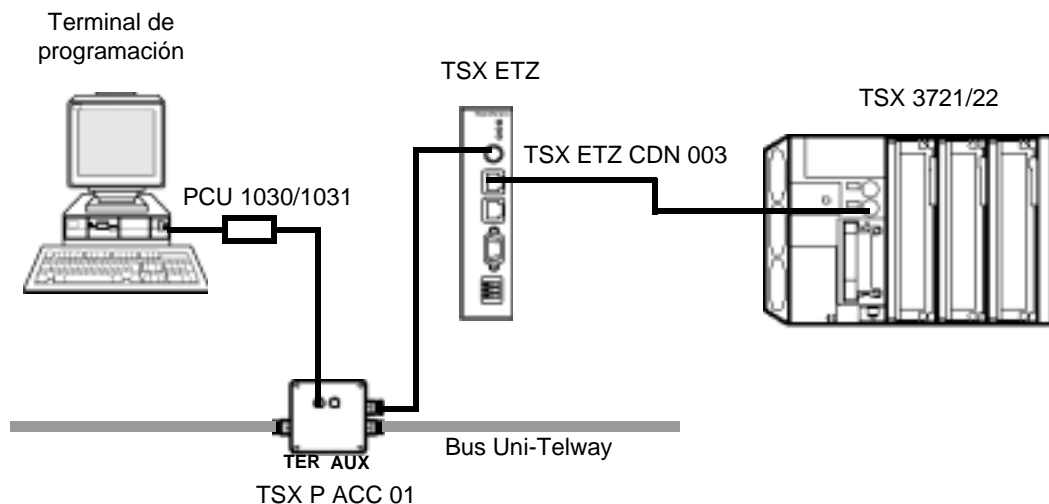 Terminal de
programación
TSX ETZ
TSX 3721/22
TSX ETZ CDN 003
PCU 1030/1031
Bus Uni-Telway
TER AUX
TSX P ACC 01